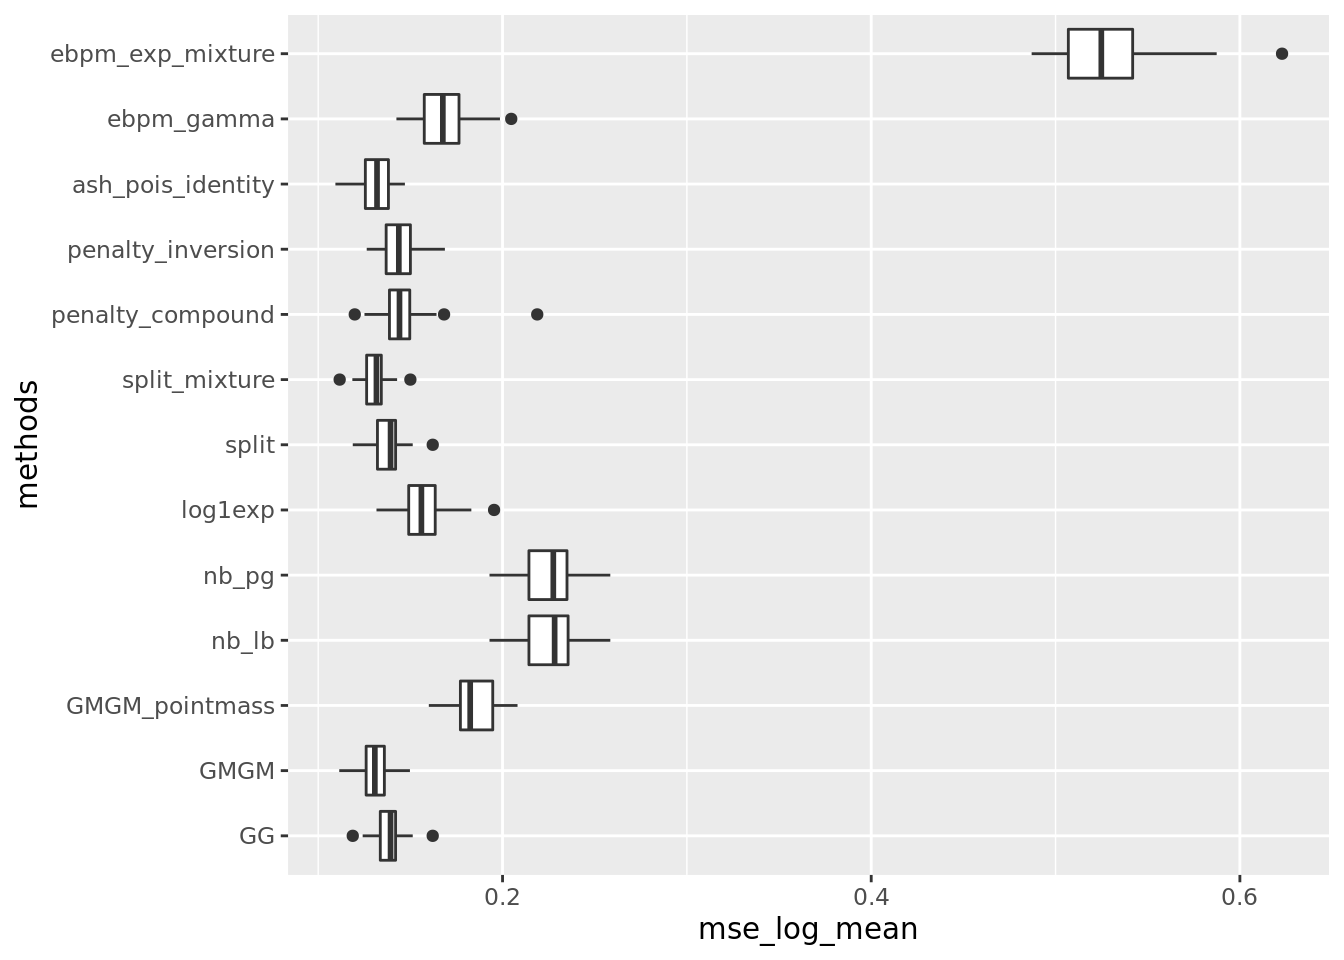 ebpm_exp_mixture
ebpm_gamma
ash_pois_identity
penalty_inversion
penalty_compound
split_mixture
split
log1exp
nb_pg
nb_lb
GMGM_pointmass
GMGM
GG
methods
0.2 0.4 0.6
mse_log_mean